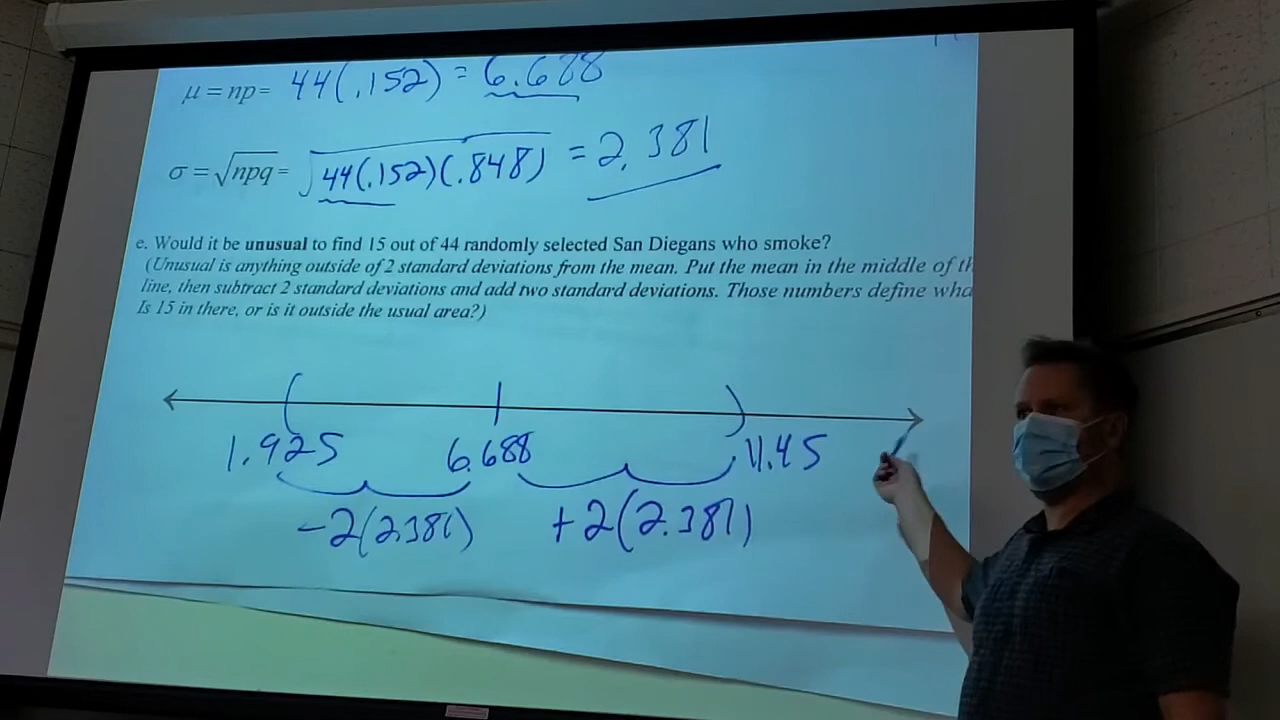 μ = np = 44(.152) = 6.688
σ = √npq = √44(.152)(.848) = 2.381
e. Would it be unusual to find 15 out of 44 randomly selected San Diegans who smoke?
(Unusual is anything outside of 2 standard deviations from the mean. Put the mean in the middle of th
line, then subtract 2 standard deviations and add two standard deviations. Those numbers define wha
Is 15 in there, or is it outside the usual area?)
1.925 6.688 11.45
-2(2.381) +2(2.381)